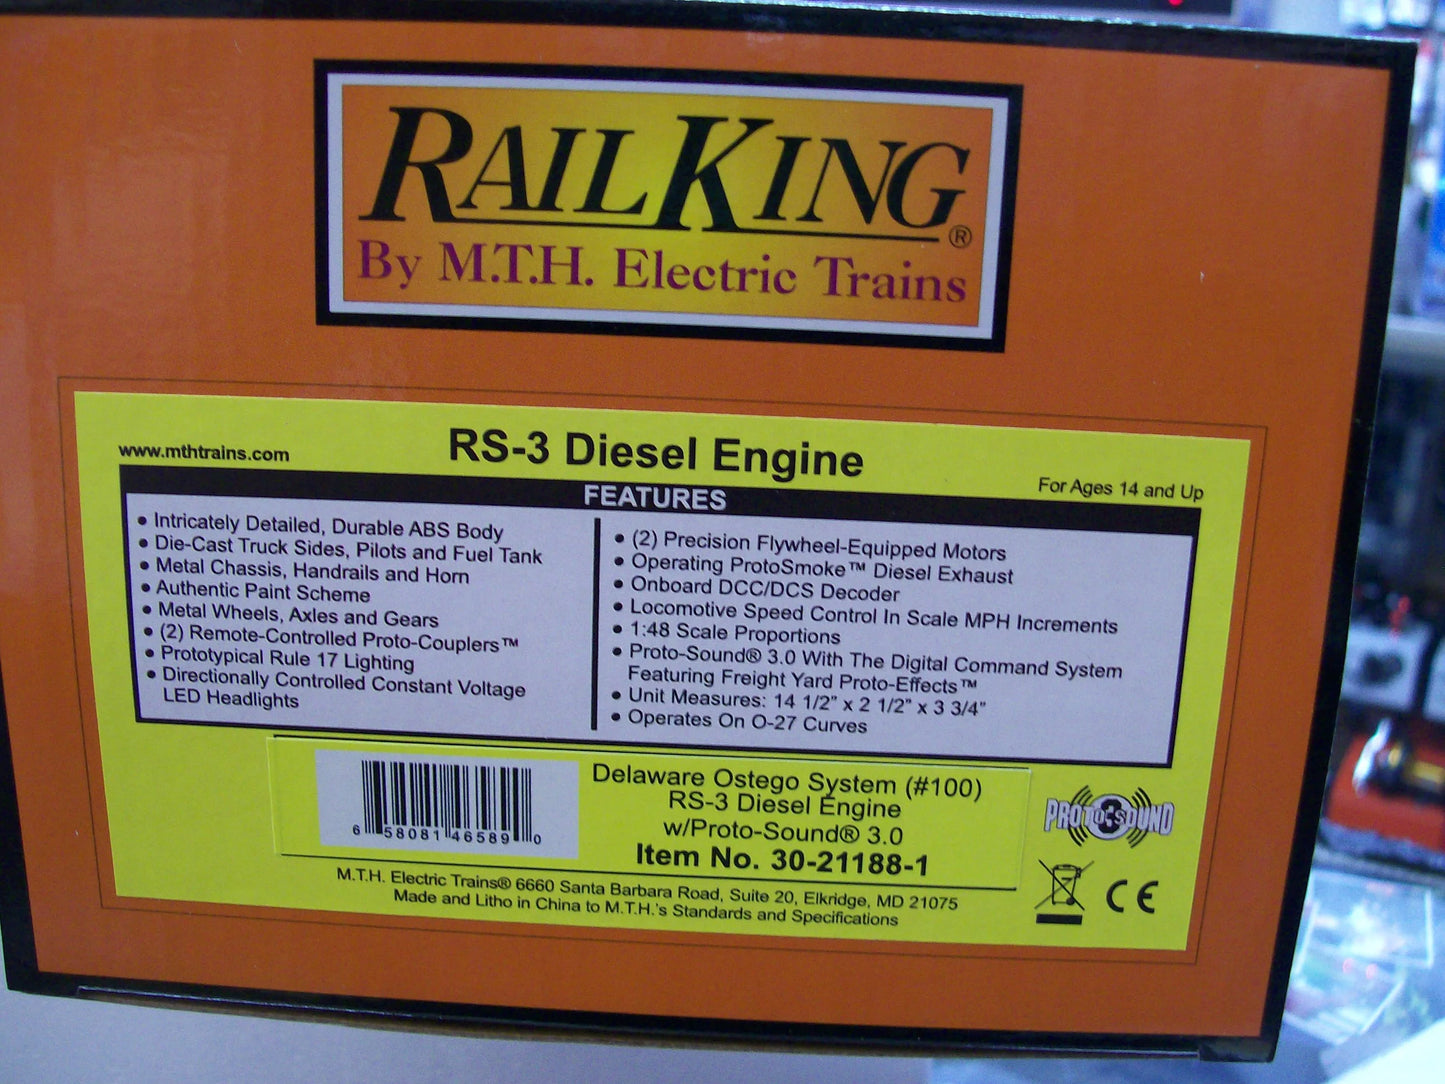 RAILKING®
By M.T.H. Electric Trains
www.mthtrains.com
RS-3 Diesel Engine
For Ages 14 and Up
FEATURES
• Intricately Detailed, Durable ABS Body
• Die-Cast Truck Sides, Pilots and Fuel Tank
• Metal Chassis, Handrails and Horn
• Authentic Paint Scheme
• Metal Wheels, Axles and Gears
• (2) Remote-Controlled Proto-Couplers™
• Prototypical Rule 17 Lighting
• Directionally Controlled Constant Voltage
LED Headlights
• (2) Precision Flywheel-Equipped Motors
• Operating ProtoSmoke™ Diesel Exhaust
• Onboard DCC/DCS Decoder
• Locomotive Speed Control In Scale MPH Increments
• 1:48 Scale Proportions
• Proto-Sound® 3.0 With The Digital Command System
Featuring Freight Yard Proto-Effects™
• Unit Measures: 14 1/2” x 2 1/2” x 3 3/4”
• Operates On O-27 Curves
6 58081 46589 0
Delaware Ostego System (#100)
RS-3 Diesel Engine
w/Proto-Sound® 3.0
Item No. 30-21188-1
PROTO 3 SOUND
CE
M.T.H. Electric Trains® 6660 Santa Barbara Road, Suite 20, Elkridge, MD 21075
Made and Litho in China to M.T.H.'s Standards and Specifications